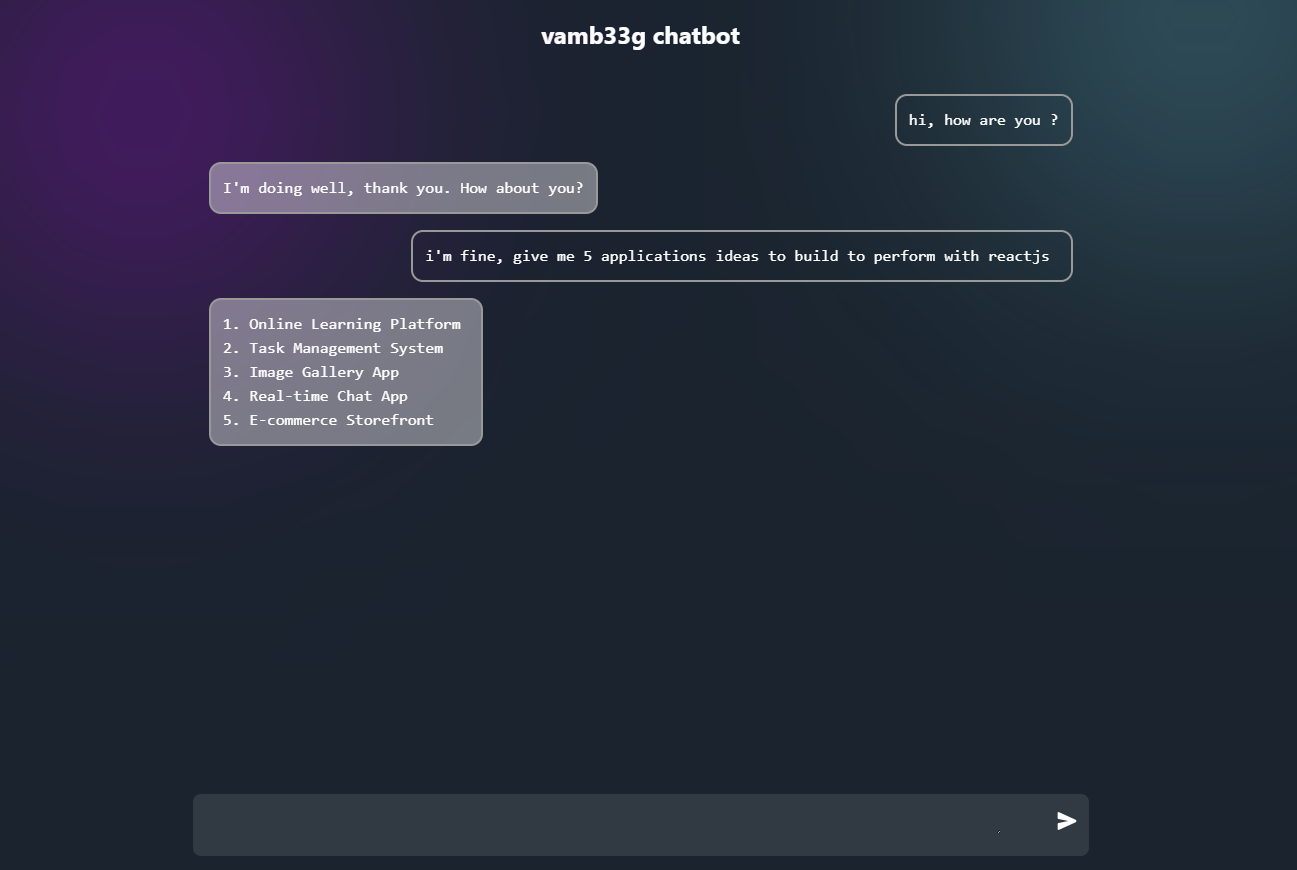 vamb33g chatbot
hi, how are you ?
I'm doing well, thank you. How about you?
i'm fine, give me 5 applications ideas to build to perform with reactjs
1. Online Learning Platform
2. Task Management System
3. Image Gallery App
4. Real-time Chat App
5. E-commerce Storefront